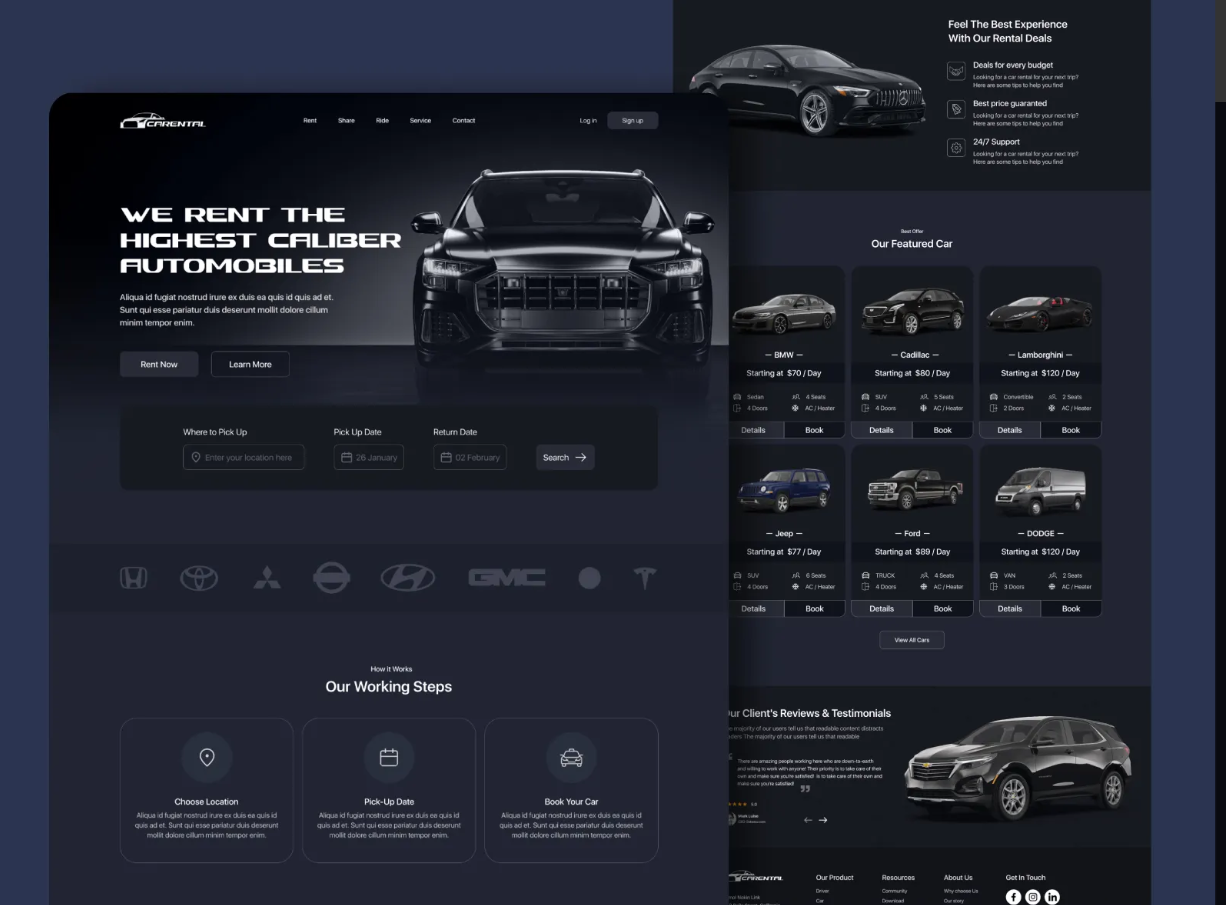 CARENTAL
Rent
Share
Ride
Service
Contact
Log in
Sign up
WE RENT THE
HIGHEST CALIBER
AUTOMOBILES
Aliqua id fugiat nostrud irure ex duis ea quis id quis ad et.
Sunt qui esse pariatur duis deserunt mollit dolore cillum
minim tempor enim.
Rent Now
Learn More
Where to Pick Up
Pick Up Date
Return Date
Enter your location here
26 January
02 February
Search
GMC
How it Works
Our Working Steps
Choose Location
Aliqua id fugiat nostrud irure ex duis ea quis id
quis ad et. Sunt qui esse pariatur duis deserunt
mollit dolore cillum minim tempor enim.
Pick-Up Date
Aliqua id fugiat nostrud irure ex duis ea quis id
quis ad et. Sunt qui esse pariatur duis deserunt
mollit dolore cillum minim tempor enim.
Book Your Car
Aliqua id fugiat nostrud irure ex duis ea quis id
quis ad et. Sunt qui esse pariatur duis deserunt
mollit dolore cillum minim tempor enim.
Feel The Best Experience
With Our Rental Deals
Deals for every budget
Looking for a car rental for your next trip?
Here are some tips to help you find
Best price guaranted
Looking for a car rental for your next trip?
Here are some tips to help you find
24/7 Support
Looking for a car rental for your next trip?
Here are some tips to help you find
Best Offer
Our Featured Car
— BMW —
Starting at $70 / Day
Sedan
4 Seats
4 Doors
AC / Heater
Details
Book
— Cadillac —
Starting at $80 / Day
SUV
5 Seats
4 Doors
AC / Heater
Details
Book
— Lamborghini —
Starting at $120 / Day
Convertible
2 Seats
2 Doors
AC / Heater
Details
Book
— Jeep —
Starting at $77 / Day
SUV
6 Seats
4 Doors
AC / Heater
Details
Book
— Ford —
Starting at $89 / Day
TRUCK
4 Seats
4 Doors
AC / Heater
Details
Book
— DODGE —
Starting at $120 / Day
VAN
2 Seats
3 Doors
AC / Heater
Details
Book
View All Cars
ur Client's Reviews & Testimonials
majority of our users tell us that readable content distracts
The majority of our users tell us that readable
There are amazing people working here who are down-to-earth
and willing to work with anyone! Their priority is to take care of their
own and make sure you're satisfied! is to take care of their own and
make sure you're satisfied!
CARENTAL
Our Product
Driver
Car
Resources
Community
Download
About Us
Why choose Us
Our story
Get in Touch